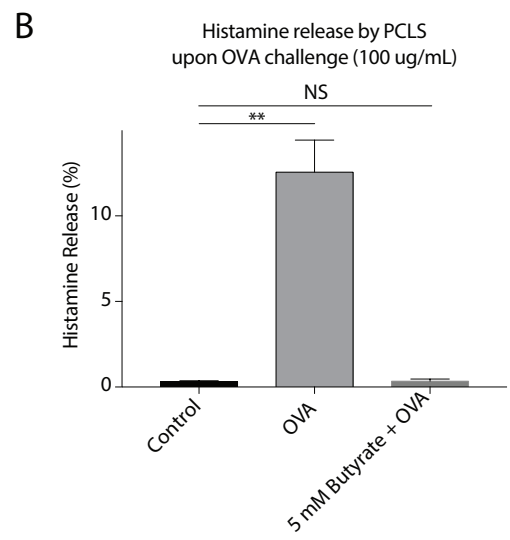 B
Histamine release by PCLS
upon OVA challenge (100 ug/mL)
NS
**
Histamine Release (%)
10
5
0
Control
OVA
5 mM Butyrate + OVA